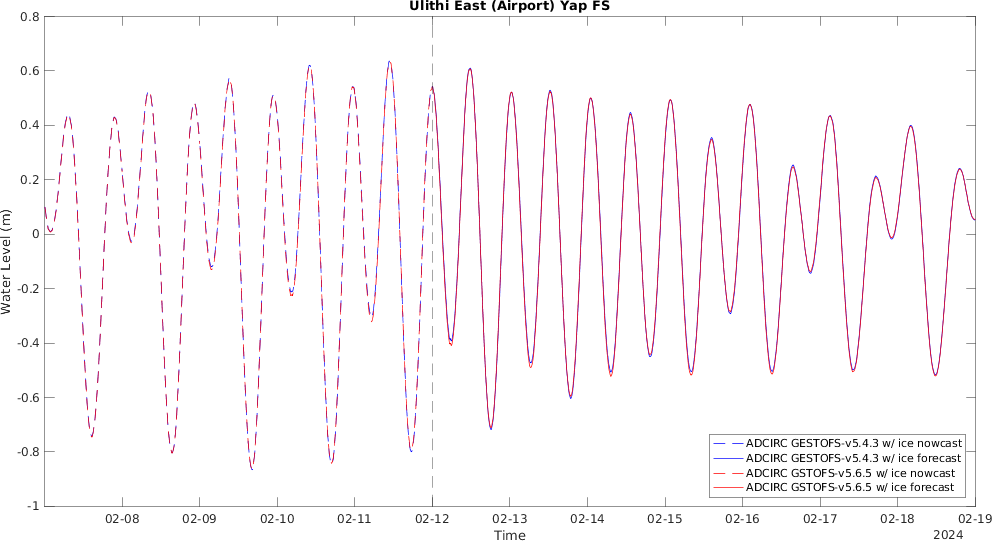 Ulithi East (Airport) Yap FS
Water Level (m)
0.8
0.6
0.4
0.2
0
-0.2
-0.4
-0.6
-0.8
-1
ADCIRC GESTOFS-v5.4.3 w/ ice nowcast
ADCIRC GESTOFS-v5.4.3 w/ ice forecast
ADCIRC GSTOFS-v5.6.5 w/ ice nowcast
ADCIRC GSTOFS-v5.6.5 w/ ice forecast
02-08 02-09 02-10 02-11 02-12 02-13 02-14 02-15 02-16 02-17 02-18 02-19
Time
2024